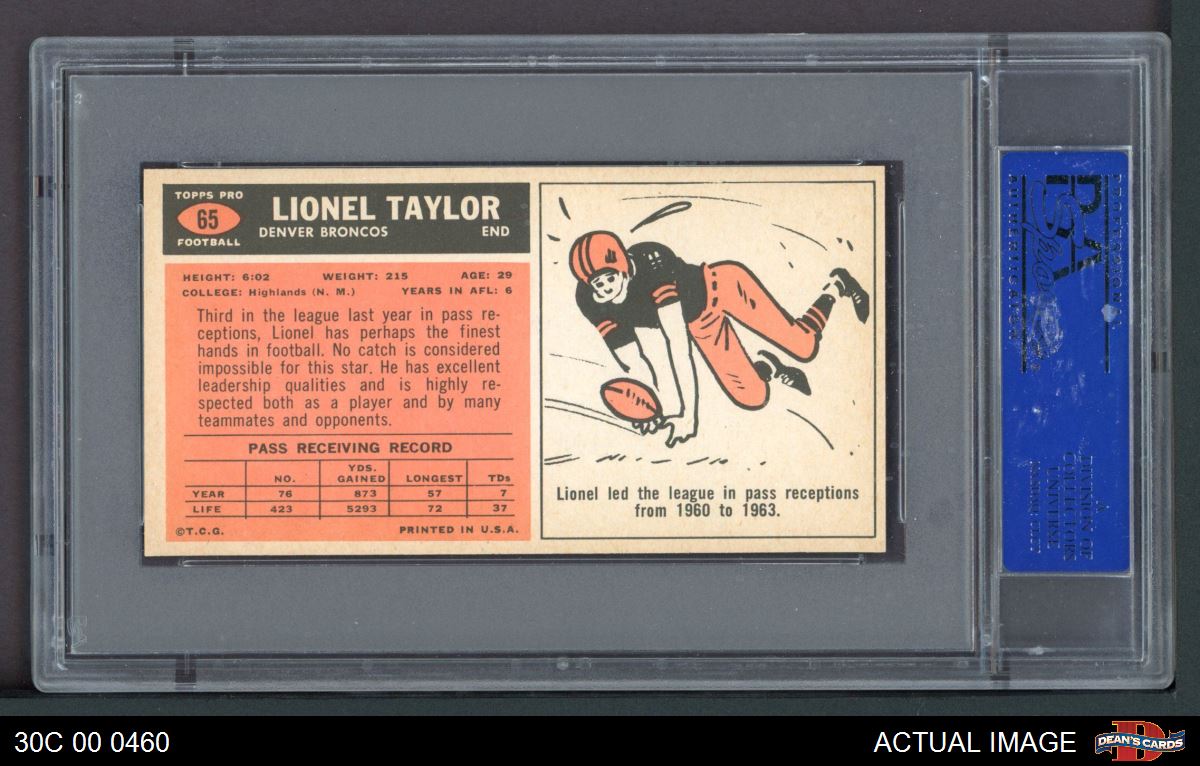 TOPPS PRO
65
FOOTBALL
LIONEL TAYLOR
DENVER BRONCOS END
HEIGHT: 6:02 WEIGHT: 215 AGE: 29
COLLEGE: Highlands (N. M.) YEARS IN AFL: 6
Third in the league last year in pass re-
ceptions, Lionel has perhaps the finest
hands in football. No catch is considered
impossible for this star. He has excellent
leadership qualities and is highly re-
spected both as a player and by many
teammates and opponents.
PASS RECEIVING RECORD
NO. YDS. GAINED LONGEST TDs
YEAR 76 873 57 7
LIFE 423 5293 72 37
©T.C.G. PRINTED IN U.S.A.
Lionel led the league in pass receptions
from 1960 to 1963.
PSA
A DIVISION OF
COLLECTORS
UNIVERSE
30C 00 0460
ACTUAL IMAGE
DEAN'S CARDS